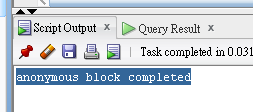 Script Output x Query Result x
Task completed in 0.031
anonymous block completed